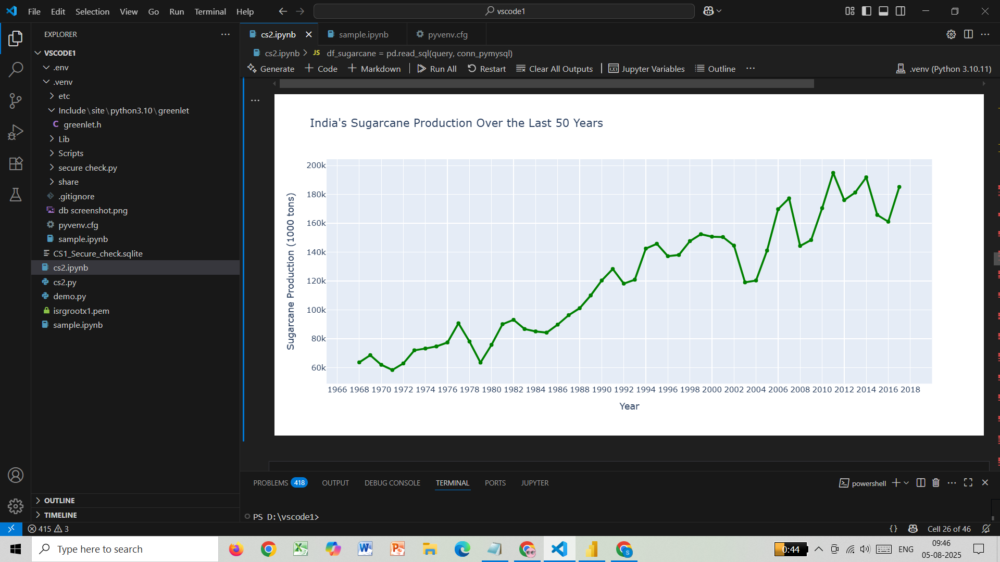 File Edit Selection View Go Run Terminal Help
vscode1
EXPLORER
VSCODE1
.env
.venv
etc
Include\site\python3.10\greenlet
C greenlet.h
Lib
Scripts
secure check.py
share
.gitignore
db screenshot.png
pyvenv.cfg
sample.ipynb
CS1_Secure_check.sqlite
cs2.ipynb
cs2.py
demo.py
isrgrootx1.pem
sample.ipynb
OUTLINE
TIMELINE
cs2.ipynb sample.ipynb pyvenv.cfg
cs2.ipynb > JS df_sugarcane = pd.read_sql(query, conn_pymysql)
Generate + Code + Markdown | Run All Restart Clear All Outputs | Jupyter Variables Outline ... .venv (Python 3.10.11)
India's Sugarcane Production Over the Last 50 Years
Sugarcane Production (1000 tons)
200k
180k
160k
140k
120k
100k
80k
60k
1966 1968 1970 1972 1974 1976 1978 1980 1982 1984 1986 1988 1990 1992 1994 1996 1998 2000 2002 2004 2006 2008 2010 2012 2014 2016 2018
Year
PROBLEMS 418 OUTPUT DEBUG CONSOLE TERMINAL PORTS JUPYTER
powershell
PS D:\vscode1>
415 3
{} Cell 26 of 46
Type here to search
0:44
ENG
09:46
05-08-2025